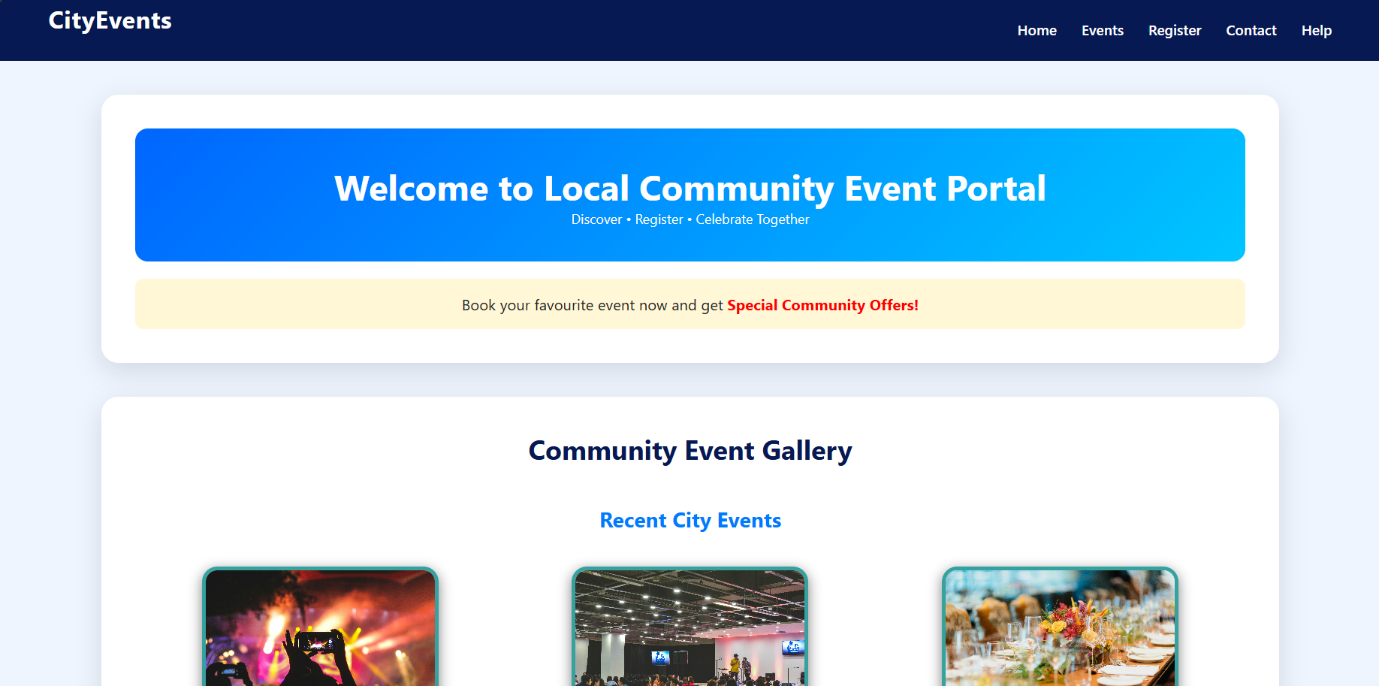 CityEvents
Home Events Register Contact Help
Welcome to Local Community Event Portal
Discover • Register • Celebrate Together
Book your favourite event now and get Special Community Offers!
Community Event Gallery
Recent City Events